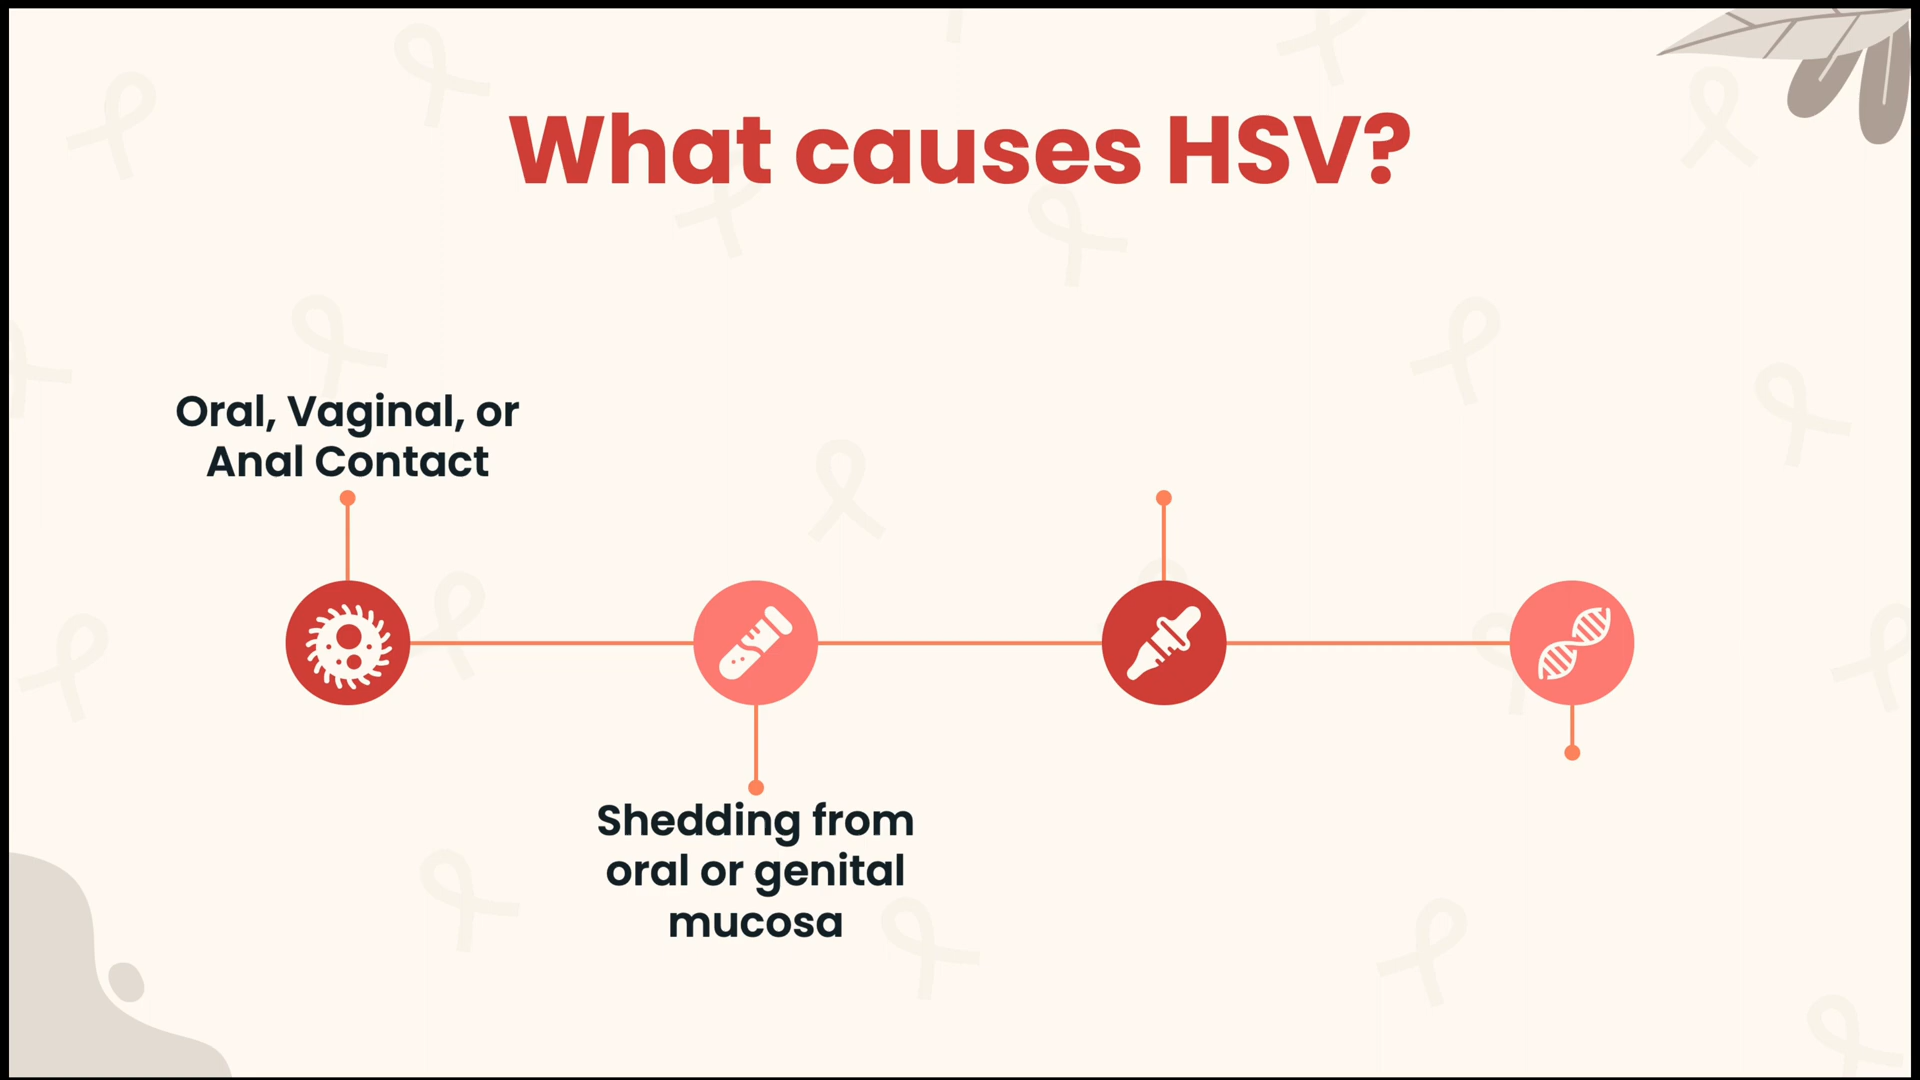 What causes HSV?
Oral, Vaginal, or
Anal Contact
Shedding from
oral or genital
mucosa